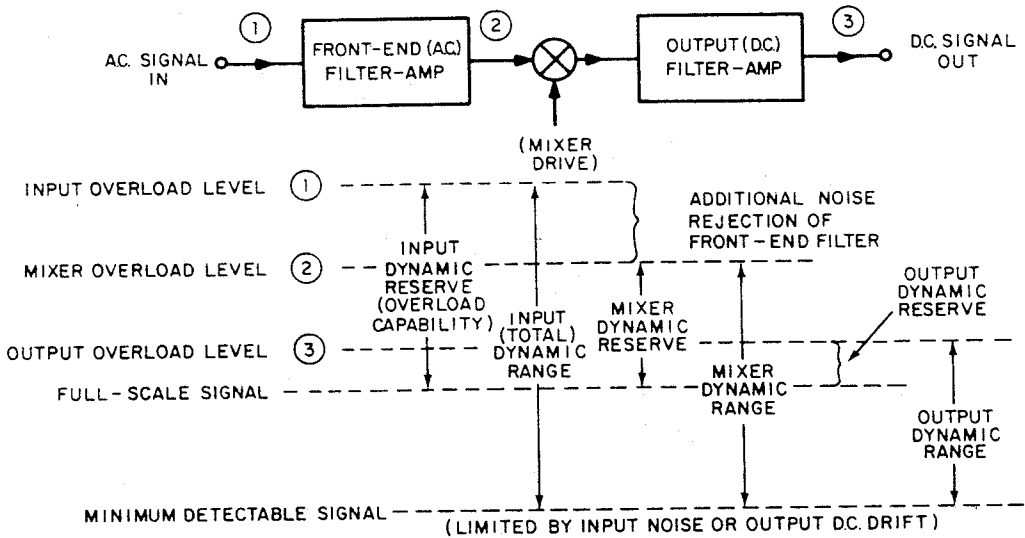 1
2
3
A.C. SIGNAL
IN
FRONT-END (A.C.)
FILTER-AMP
OUTPUT (D.C.)
FILTER-AMP
D.C. SIGNAL
OUT
(MIXER
DRIVE)
INPUT OVERLOAD LEVEL 1
ADDITIONAL NOISE
REJECTION OF
FRONT-END FILTER
MIXER OVERLOAD LEVEL 2
INPUT
DYNAMIC
RESERVE
(OVERLOAD
CAPABILITY)
INPUT
(TOTAL)
DYNAMIC
RANGE
MIXER
DYNAMIC
RESERVE
MIXER
DYNAMIC
RANGE
OUTPUT
DYNAMIC
RESERVE
OUTPUT OVERLOAD LEVEL 3
FULL-SCALE SIGNAL
OUTPUT
DYNAMIC
RANGE
MINIMUM DETECTABLE SIGNAL
(LIMITED BY INPUT NOISE OR OUTPUT D.C. DRIFT)